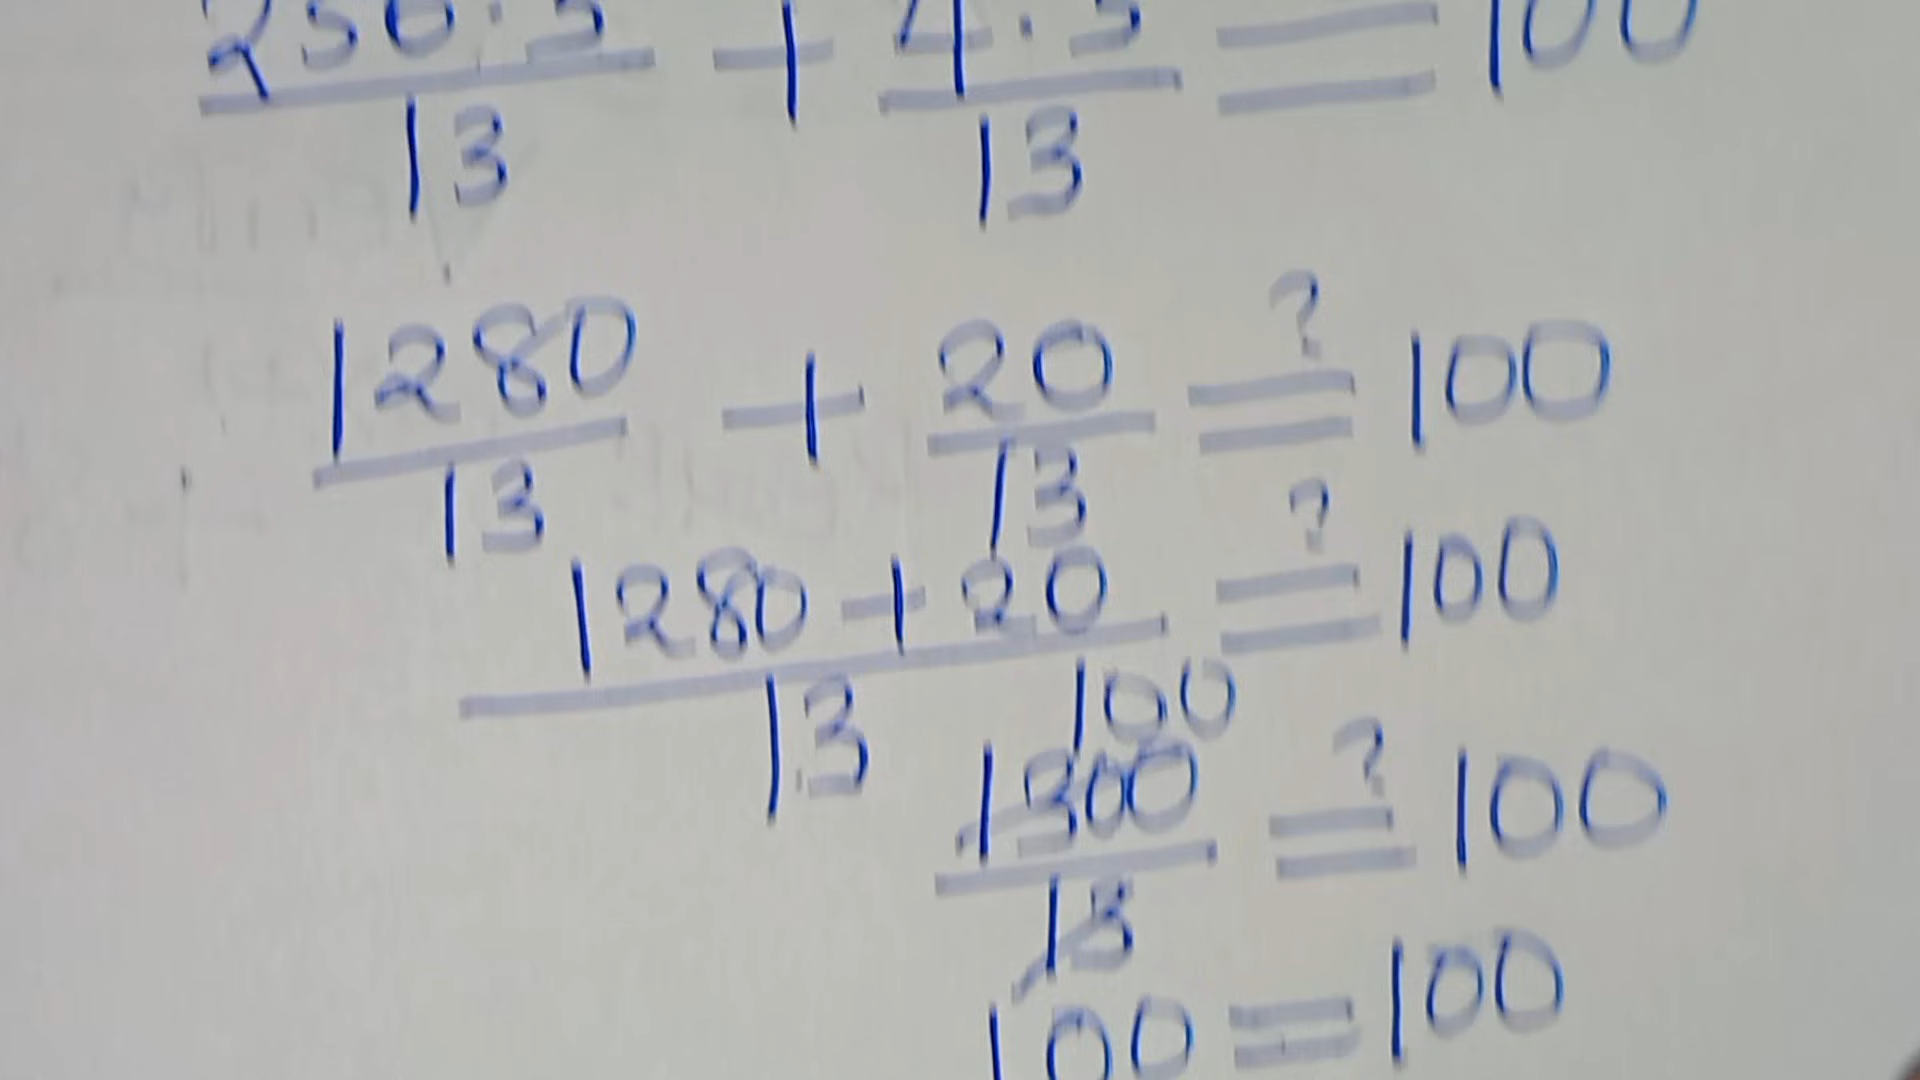 256·5/13 + 4·5/13 = 100
1280/13 + 20/13 ≟ 100
(1280+20)/13 ≟ 100
100
1300/13 ≟ 100
100 = 100